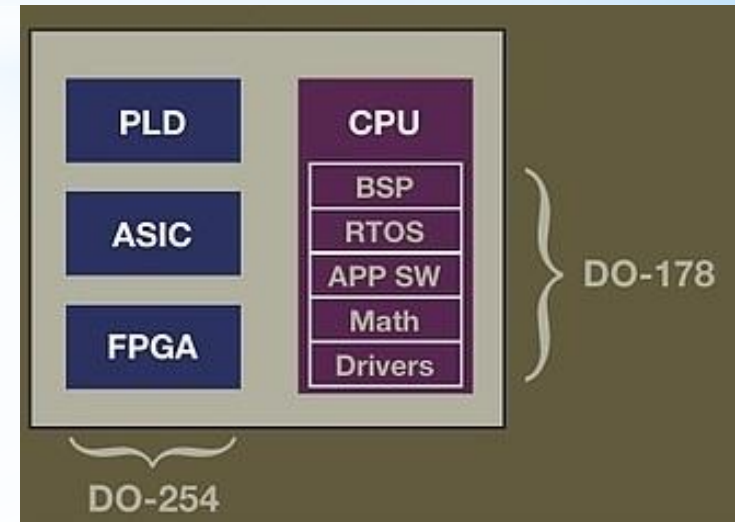 PLD
ASIC
FPGA
CPU
BSP
RTOS
APP SW
Math
Drivers
DO-178
DO-254